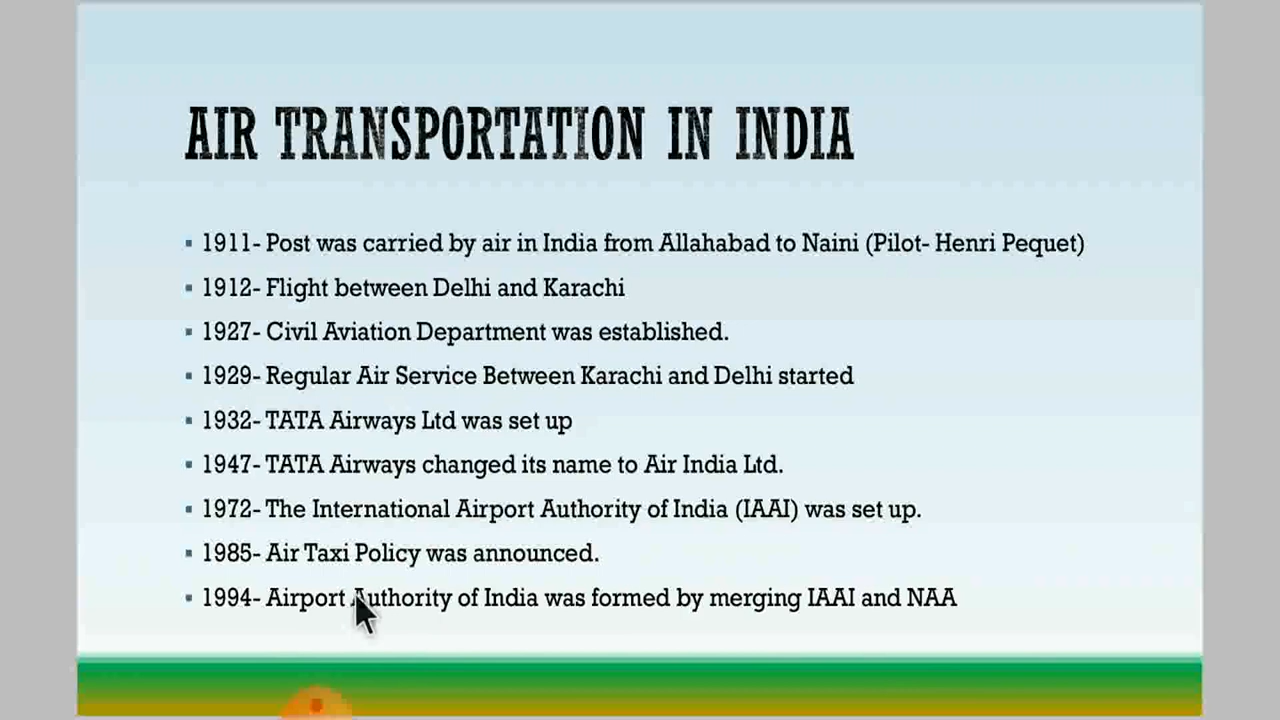 AIR TRANSPORTATION IN INDIA
▪ 1911- Post was carried by air in India from Allahabad to Naini (Pilot- Henri Pequet)
▪ 1912- Flight between Delhi and Karachi
▪ 1927- Civil Aviation Department was established.
▪ 1929- Regular Air Service Between Karachi and Delhi started
▪ 1932- TATA Airways Ltd was set up
▪ 1947- TATA Airways changed its name to Air India Ltd.
▪ 1972- The International Airport Authority of India (IAAI) was set up.
▪ 1985- Air Taxi Policy was announced.
▪ 1994- Airport Authority of India was formed by merging IAAI and NAA